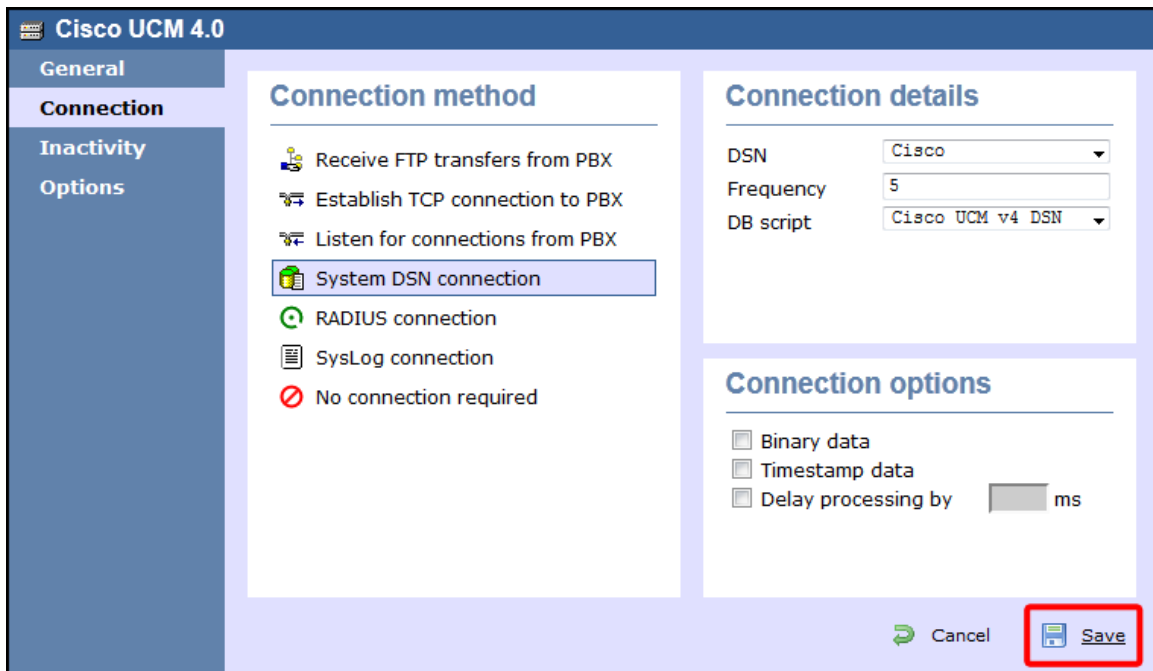 Cisco UCM 4.0
General
Connection
Inactivity
Options
Connection method
Receive FTP transfers from PBX
Establish TCP connection to PBX
Listen for connections from PBX
System DSN connection
RADIUS connection
SysLog connection
No connection required
Connection details
DSN Cisco
Frequency 5
DB script Cisco UCM v4 DSN
Connection options
Binary data
Timestamp data
Delay processing by ms
Cancel Save